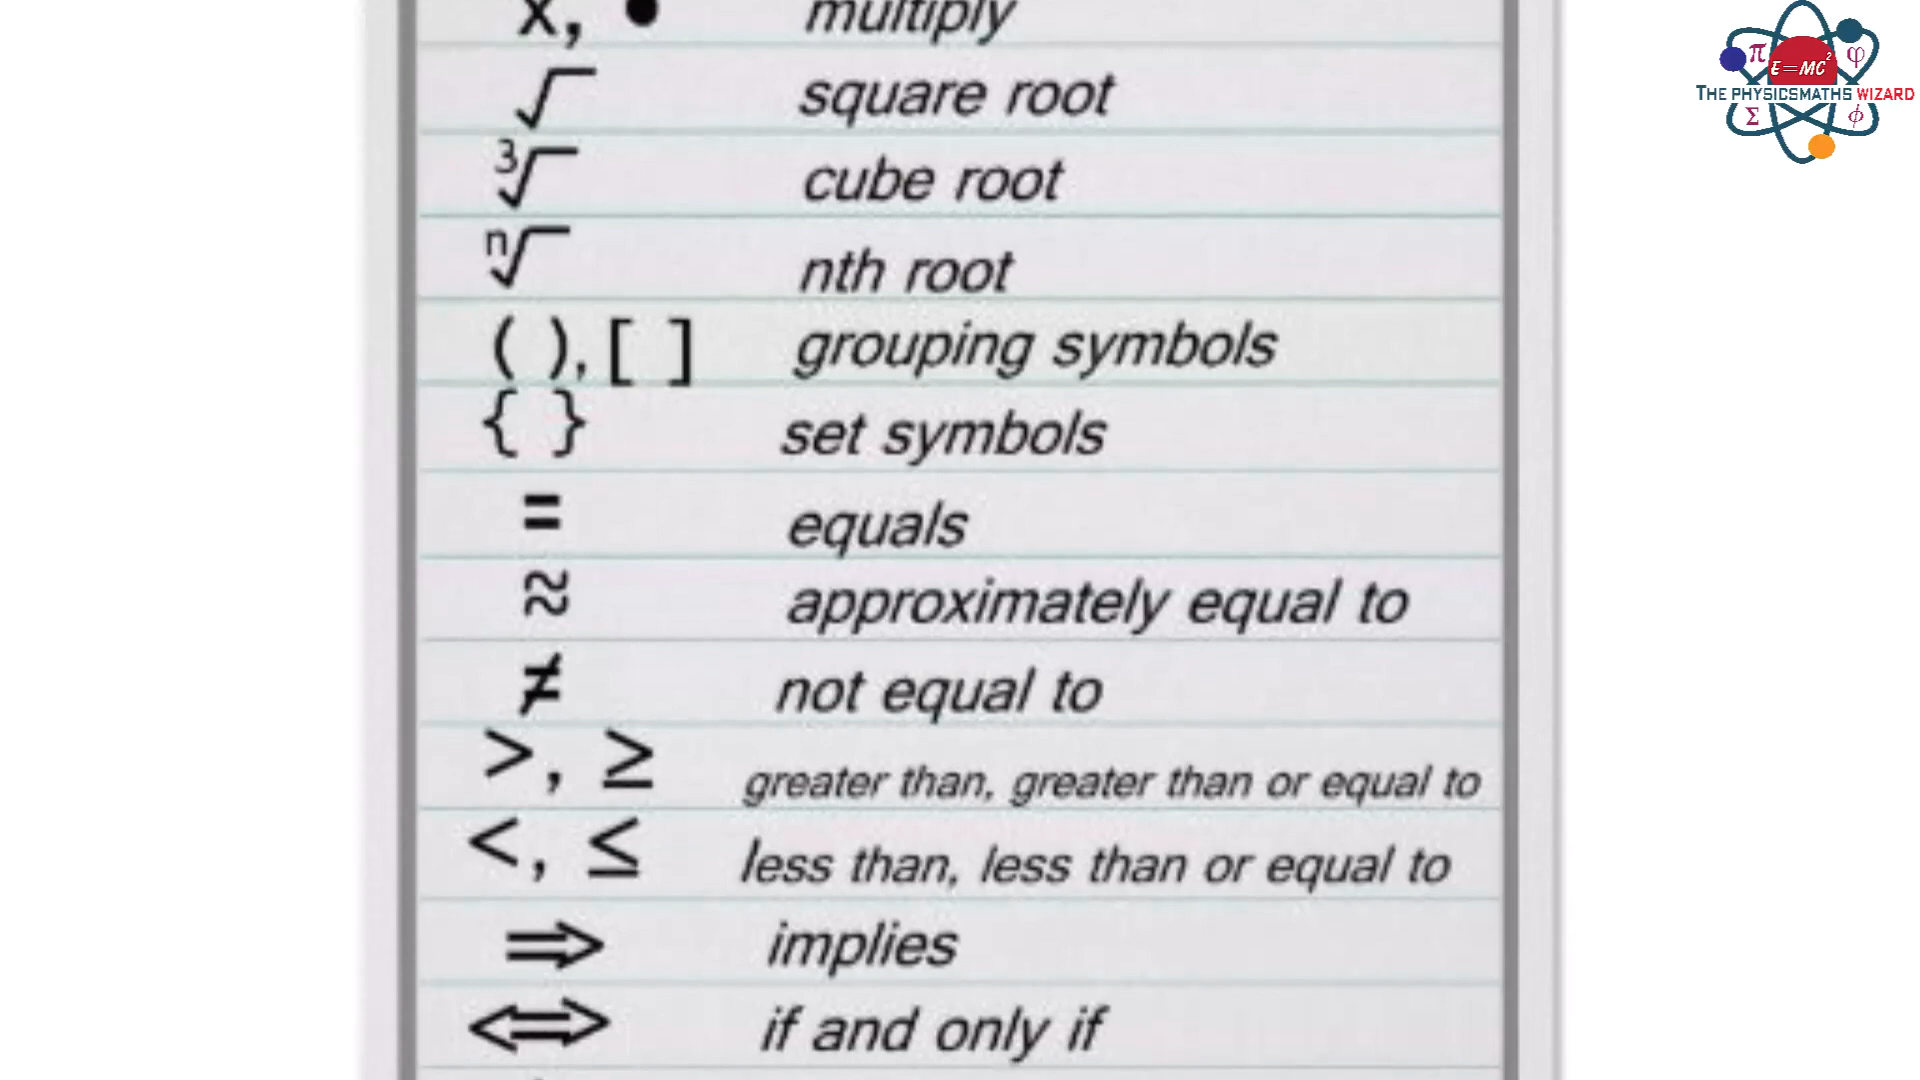 x, • multiply
√ square root
∛ cube root
ⁿ√ nth root
( ), [ ] grouping symbols
{ } set symbols
= equals
≈ approximately equal to
≠ not equal to
>, ≥ greater than, greater than or equal to
<, ≤ less than, less than or equal to
⇒ implies
⇔ if and only if
π φ
E=MC²
THE PHYSICSMATHS WIZARD
Σ ϕ